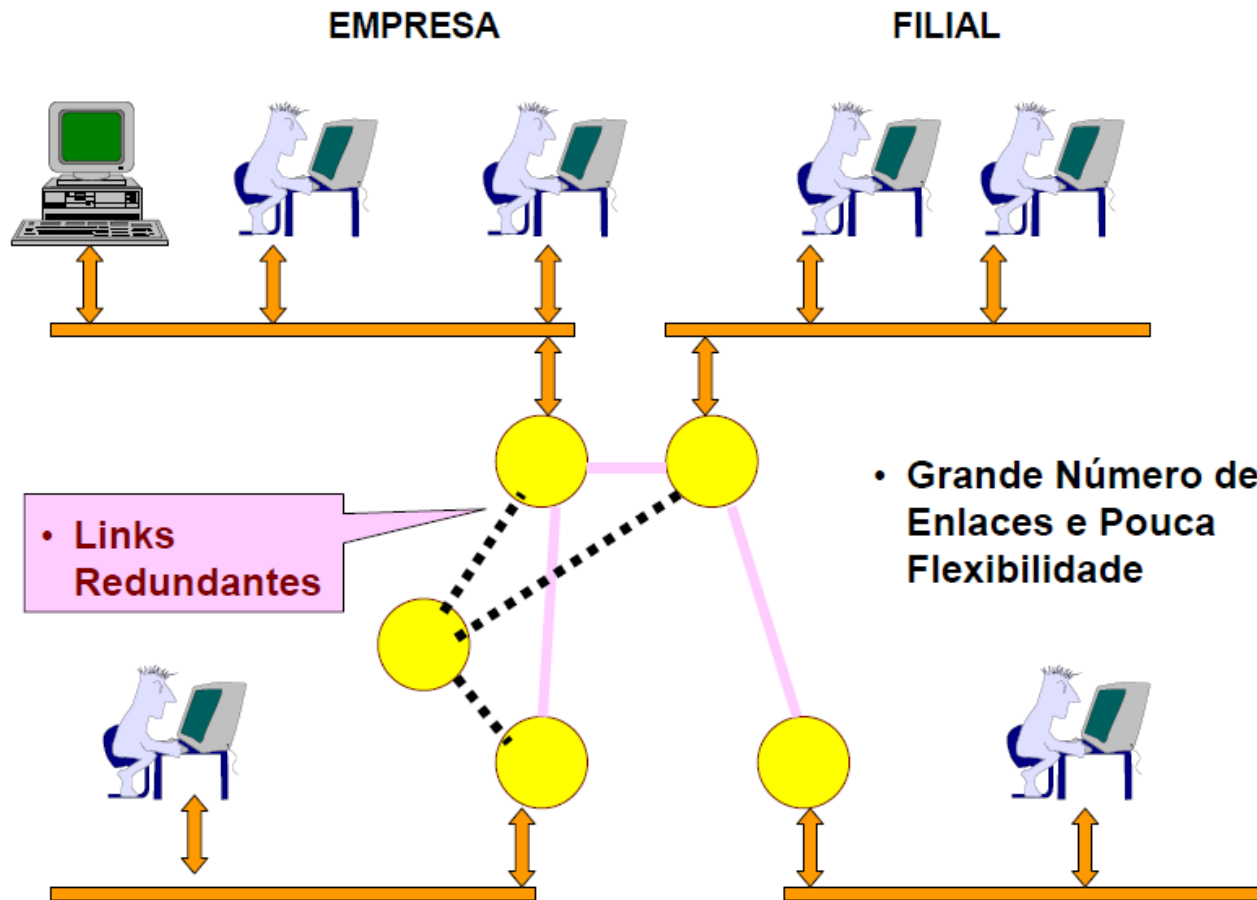 EMPRESA
FILIAL
• Links
Redundantes
• Grande Número de
Enlaces e Pouca
Flexibilidade